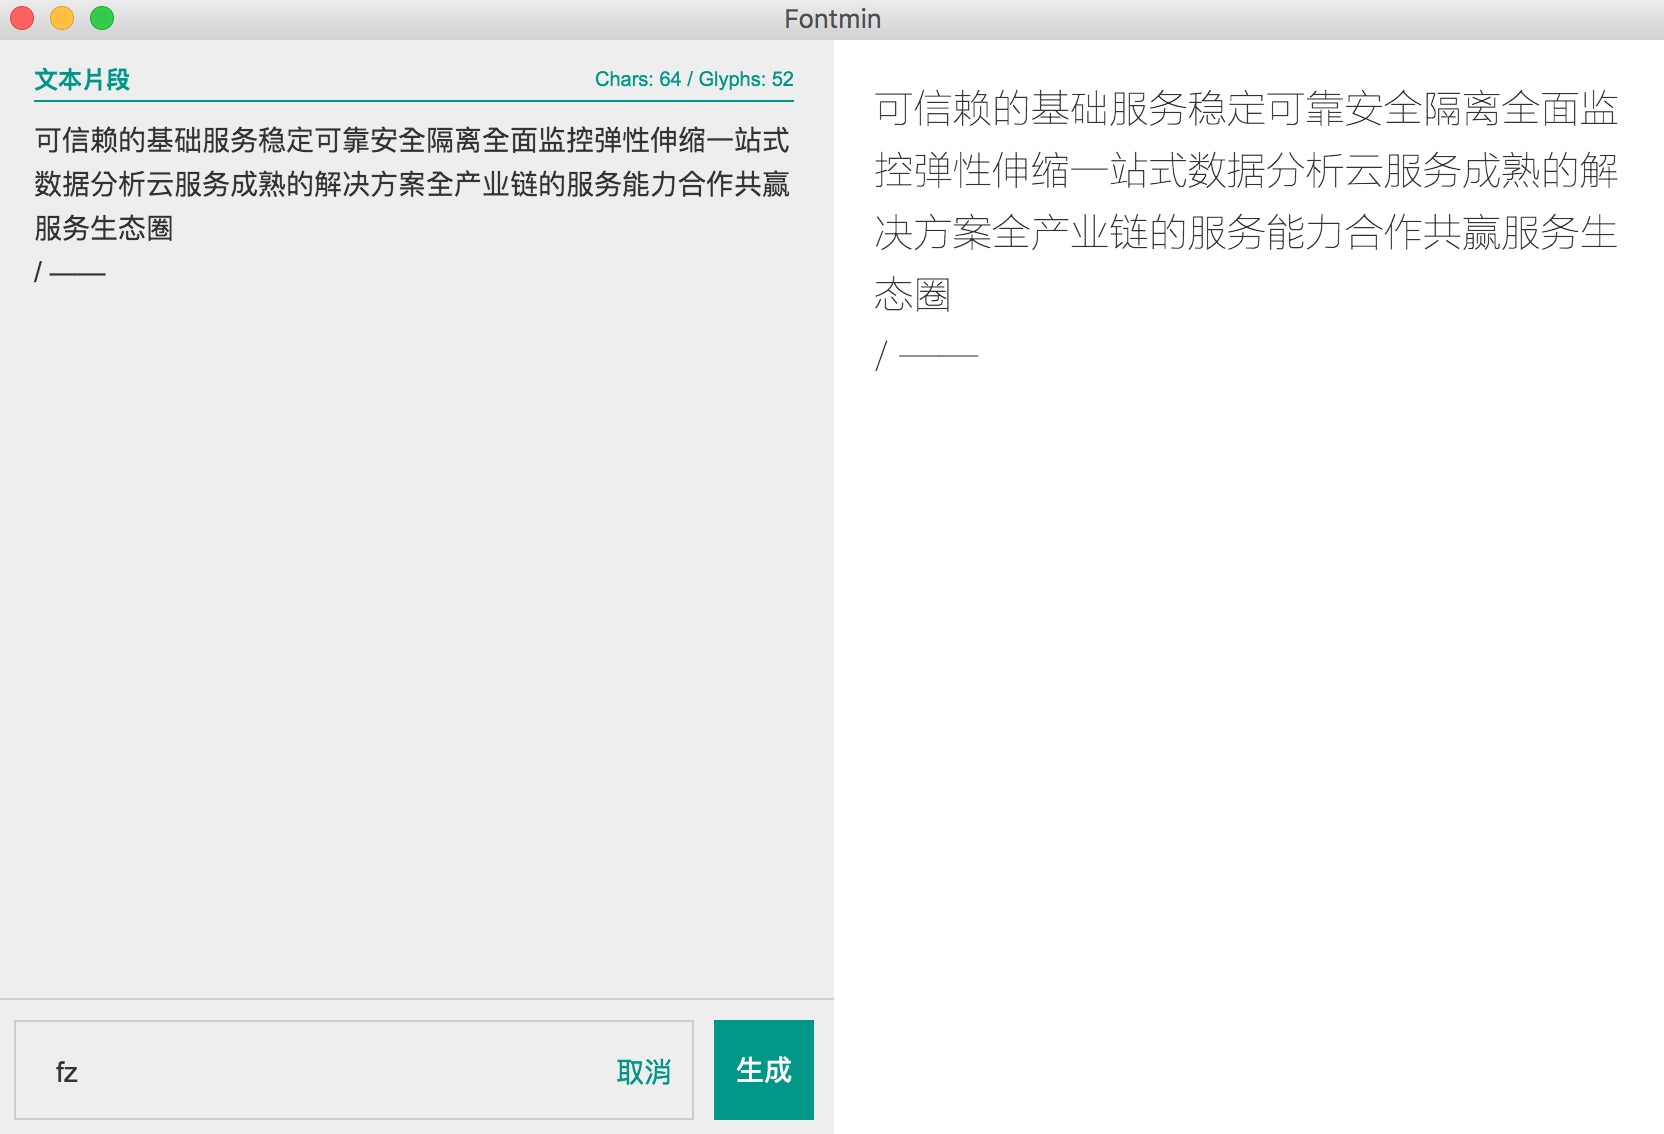 Fontmin
文本片段
Chars: 64 / Glyphs: 52
可信赖的基础服务稳定可靠安全隔离全面监控弹性伸缩一站式
数据分析云服务成熟的解决方案全产业链的服务能力合作共赢
服务生态圈
/ ——
fz
取消
生成
可信赖的基础服务稳定可靠安全隔离全面监
控弹性伸缩一站式数据分析云服务成熟的解
决方案全产业链的服务能力合作共赢服务生
态圈
/ ——